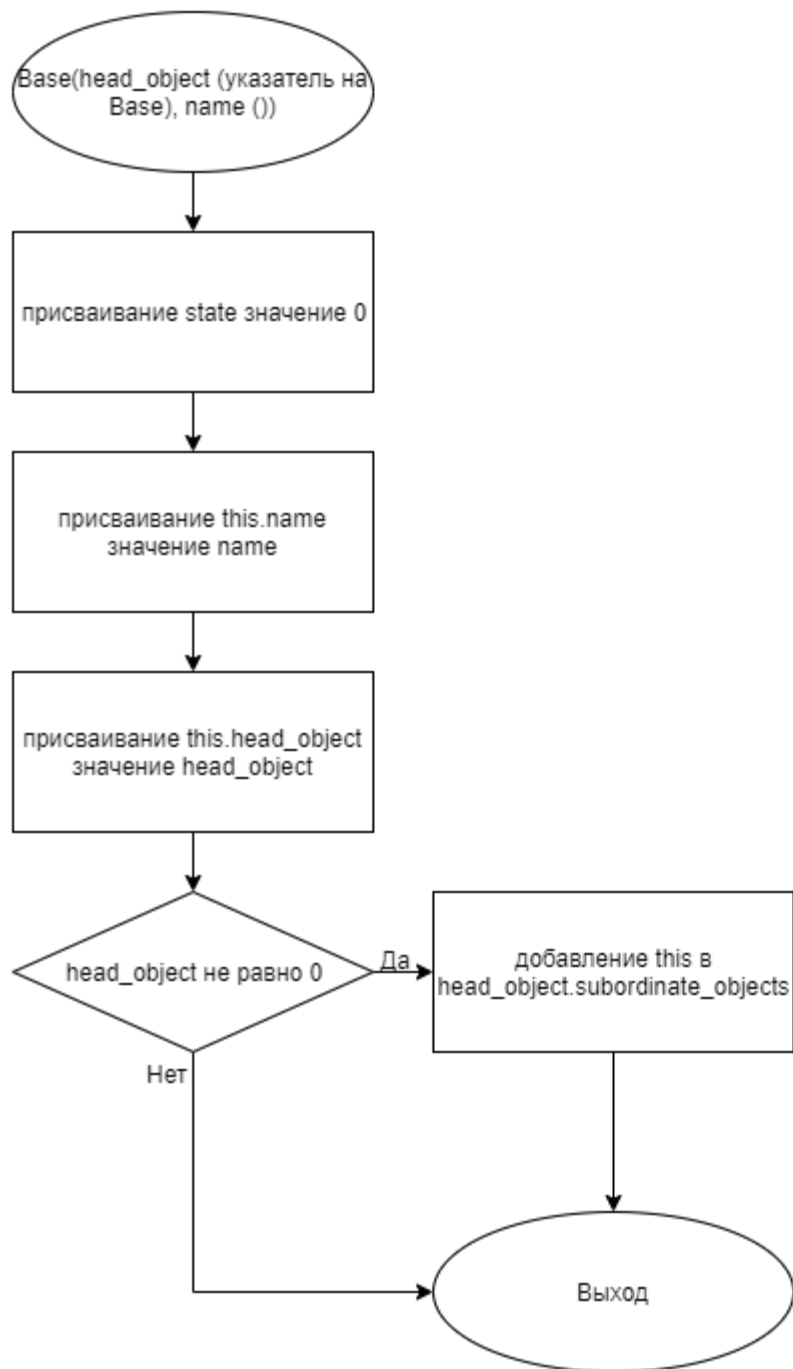 Base(head_object (указатель на
Base), name ())
присваивание state значение 0
присваивание this.name
значение name
присваивание this.head_object
значение head_object
head_object не равно 0
Да
добавление this в
head_object.subordinate_objects
Нет
Выход